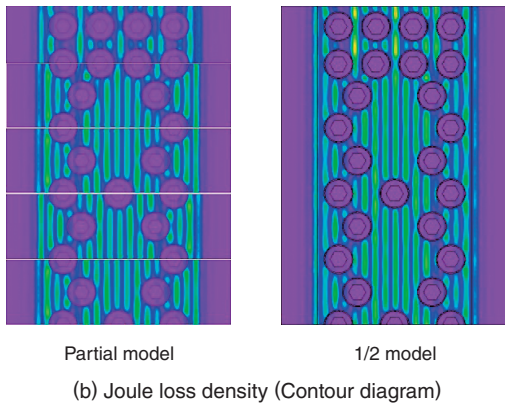 Partial model
1/2 model
(b) Joule loss density (Contour diagram)